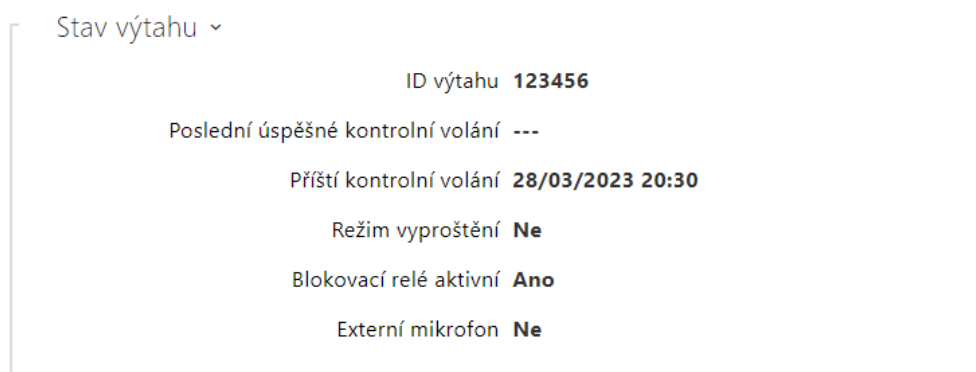 Stav výtahu
ID výtahu 123456
Poslední úspěšné kontrolní volání ---
Příští kontrolní volání 28/03/2023 20:30
Režim vyproštění Ne
Blokovací relé aktivní Ano
Externí mikrofon Ne